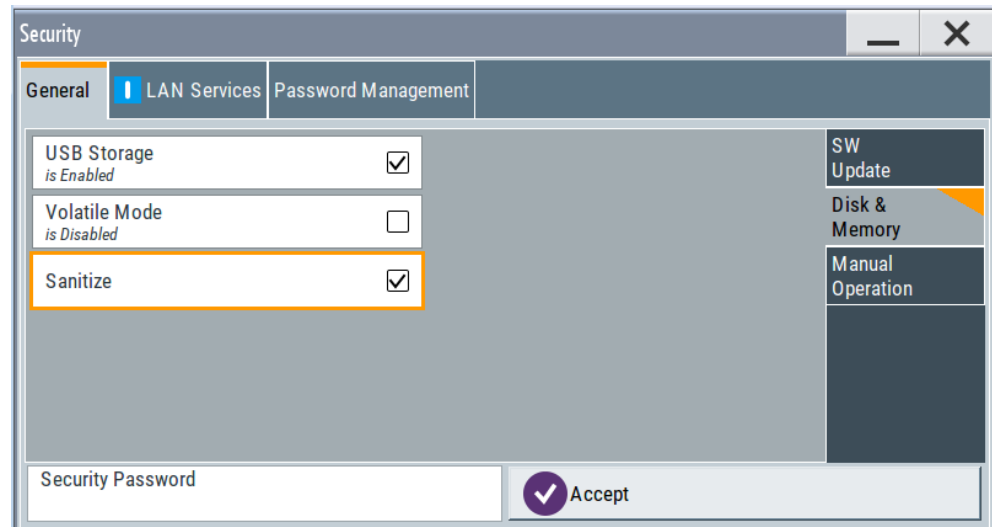 Security
General
LAN Services
Password Management
USB Storage
is Enabled
Volatile Mode
is Disabled
Sanitize
SW
Update
Disk &
Memory
Manual
Operation
Security Password
Accept